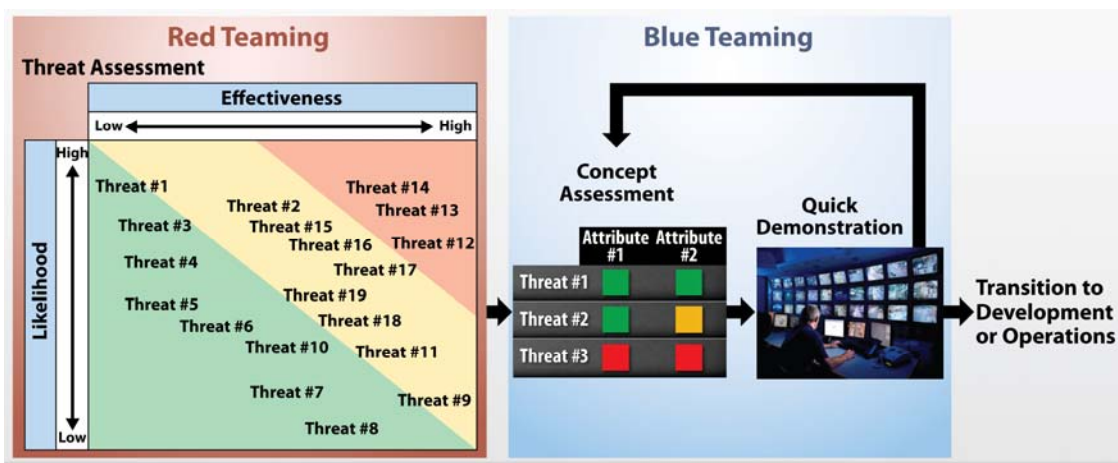 Red Teaming
Threat Assessment
Effectiveness
Low
High
Likelihood
High
Low
Threat #1
Threat #14
Threat #2
Threat #13
Threat #3
Threat #15
Threat #16
Threat #12
Threat #4
Threat #17
Threat #5
Threat #19
Threat #6
Threat #18
Threat #10
Threat #11
Threat #7
Threat #9
Threat #8
Blue Teaming
Concept
Assessment
Attribute
#1
Attribute
#2
Threat #1
Threat #2
Threat #3
Quick
Demonstration
Transition to
Development
or Operations